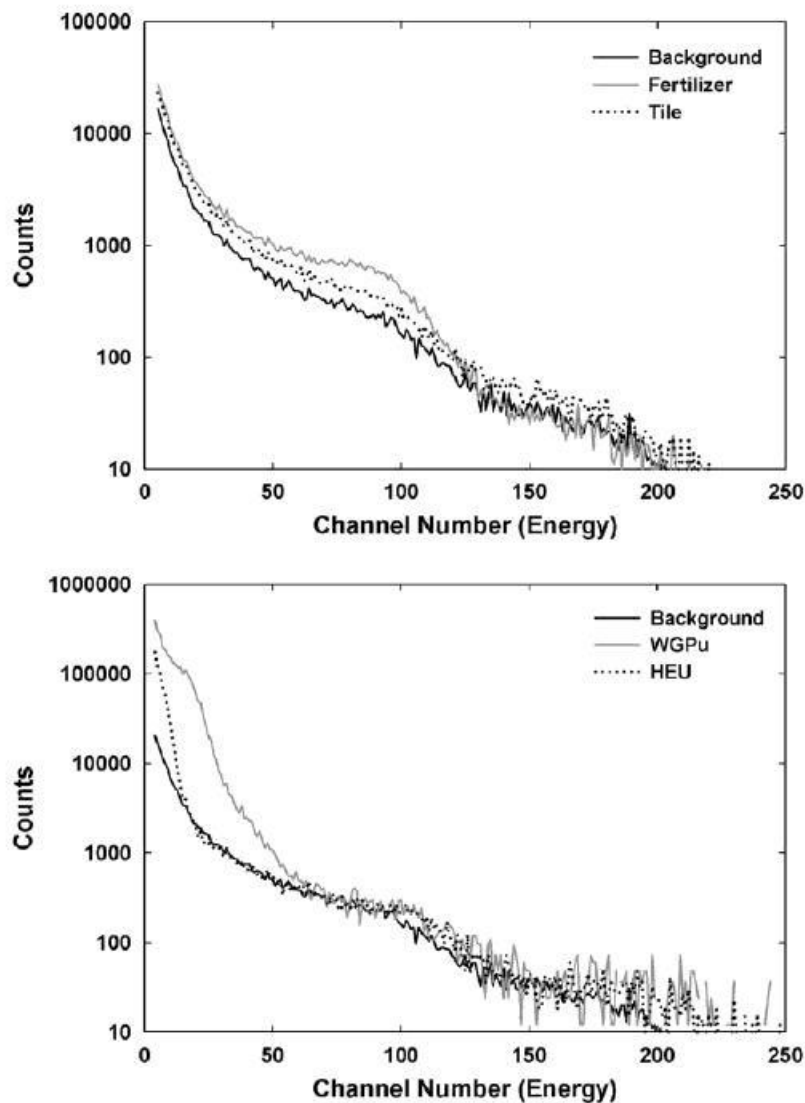 100000
10000
1000
100
10
Counts
Background
Fertilizer
Tile
0 50 100 150 200 250
Channel Number (Energy)
1000000
100000
10000
1000
100
10
Counts
Background
WGPu
HEU
0 50 100 150 200 250
Channel Number (Energy)